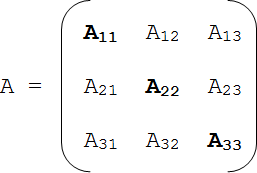 A₁₁ A₁₂ A₁₃
A = A₂₁ A₂₂ A₂₃
A₃₁ A₃₂ A₃₃